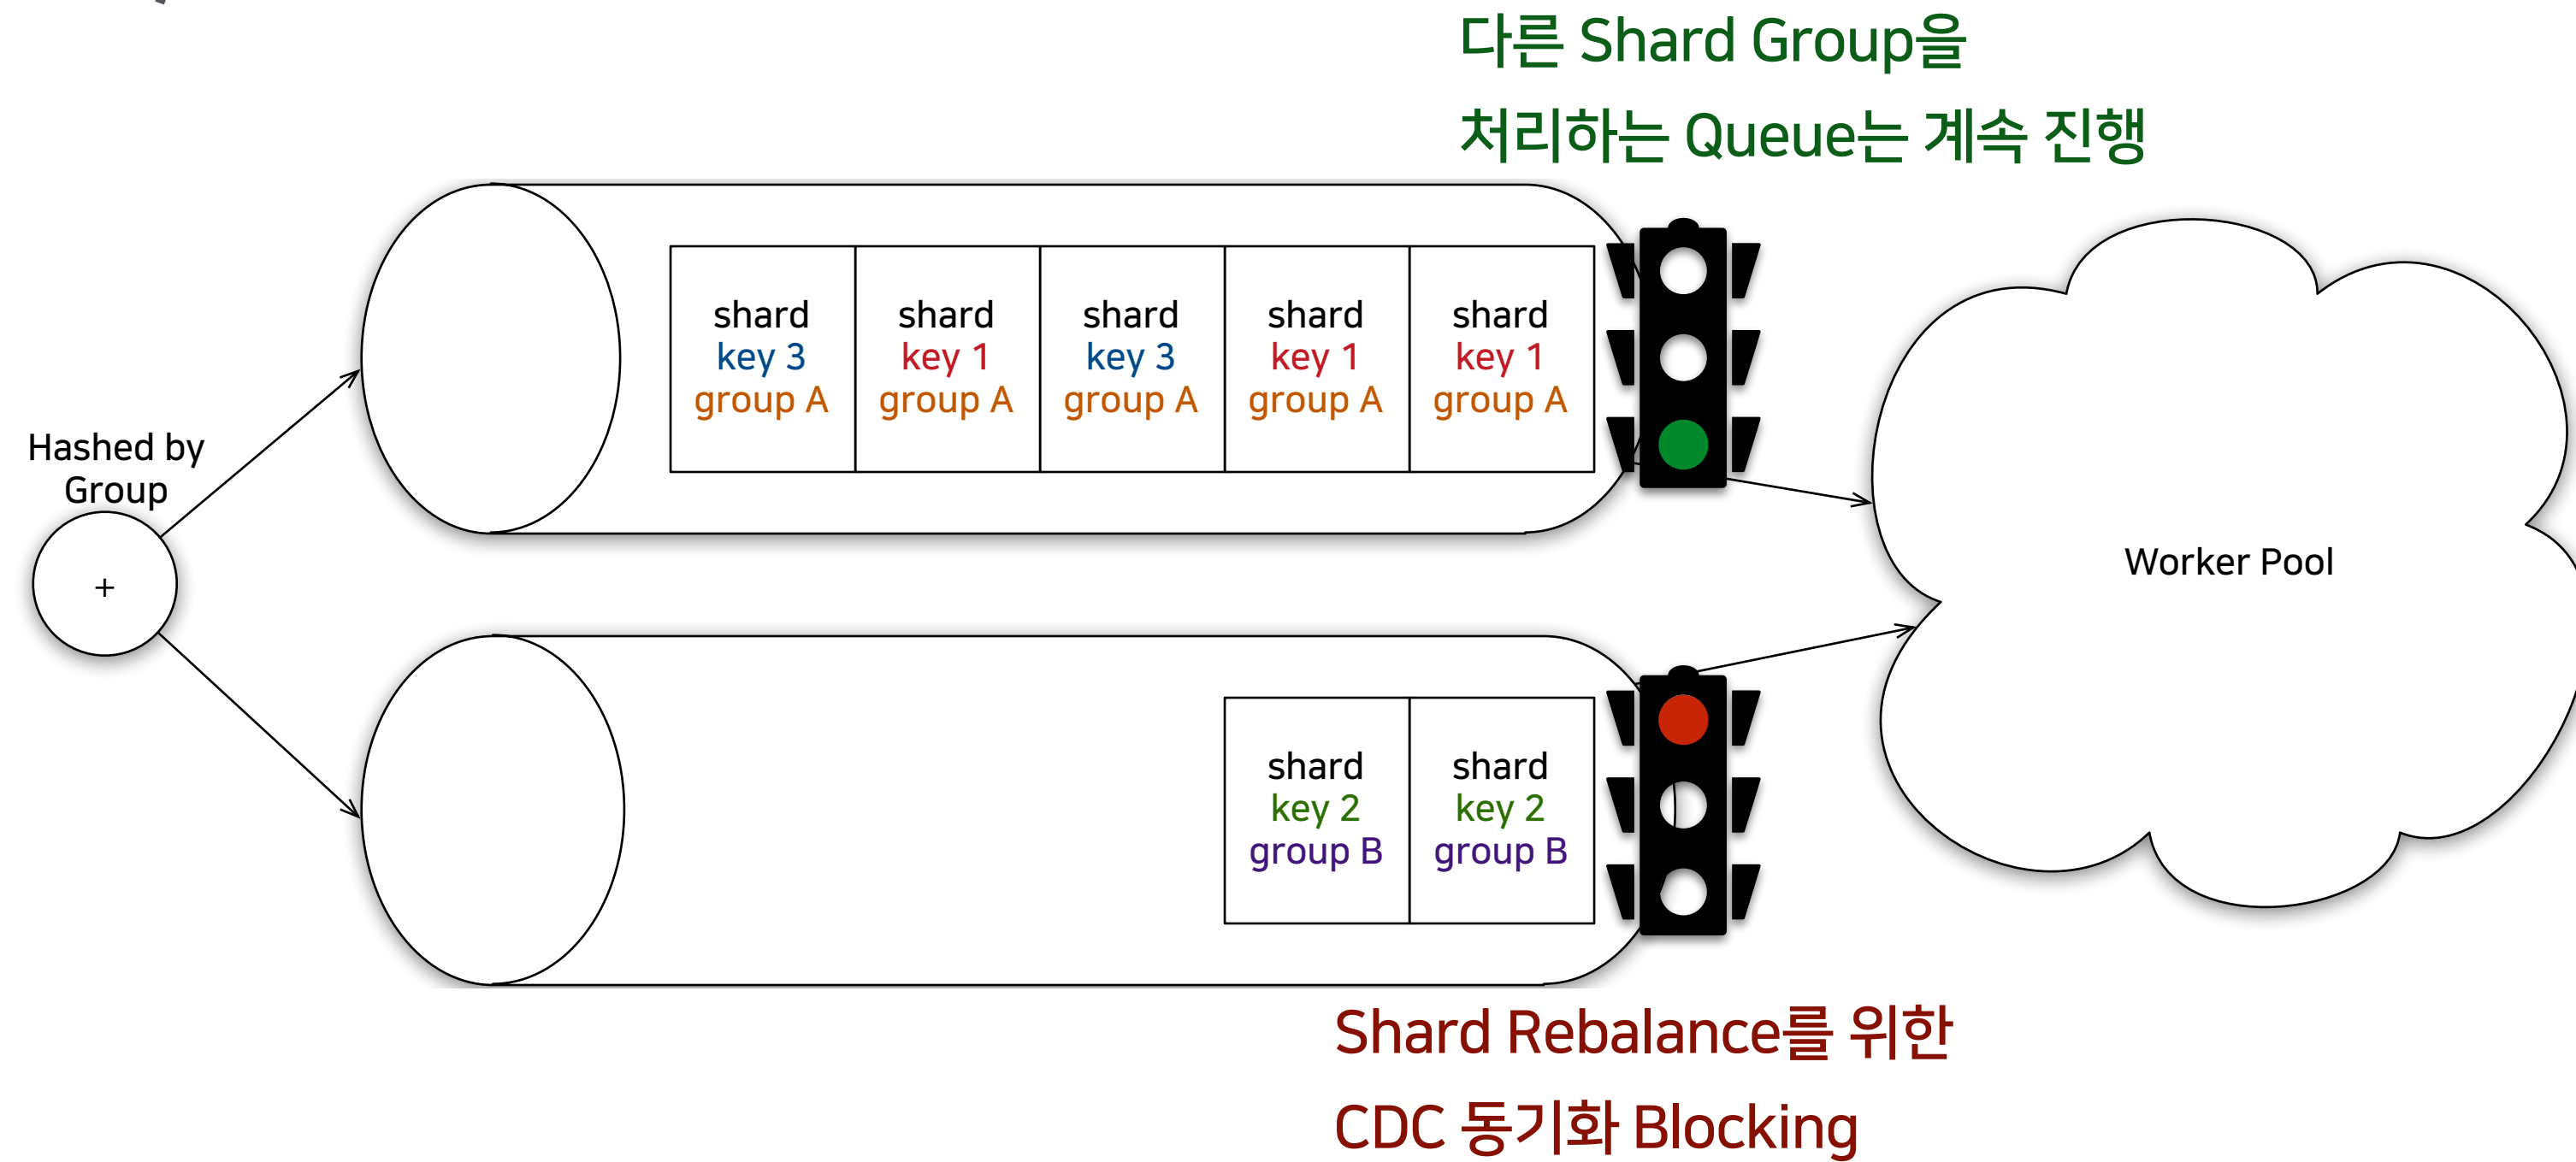 다른 Shard Group을
처리하는 Queue는 계속 진행
shard
key 3
group A
shard
key 1
group A
shard
key 3
group A
shard
key 1
group A
shard
key 1
group A
Hashed by
Group
+
Worker Pool
shard
key 2
group B
shard
key 2
group B
Shard Rebalance를 위한
CDC 동기화 Blocking